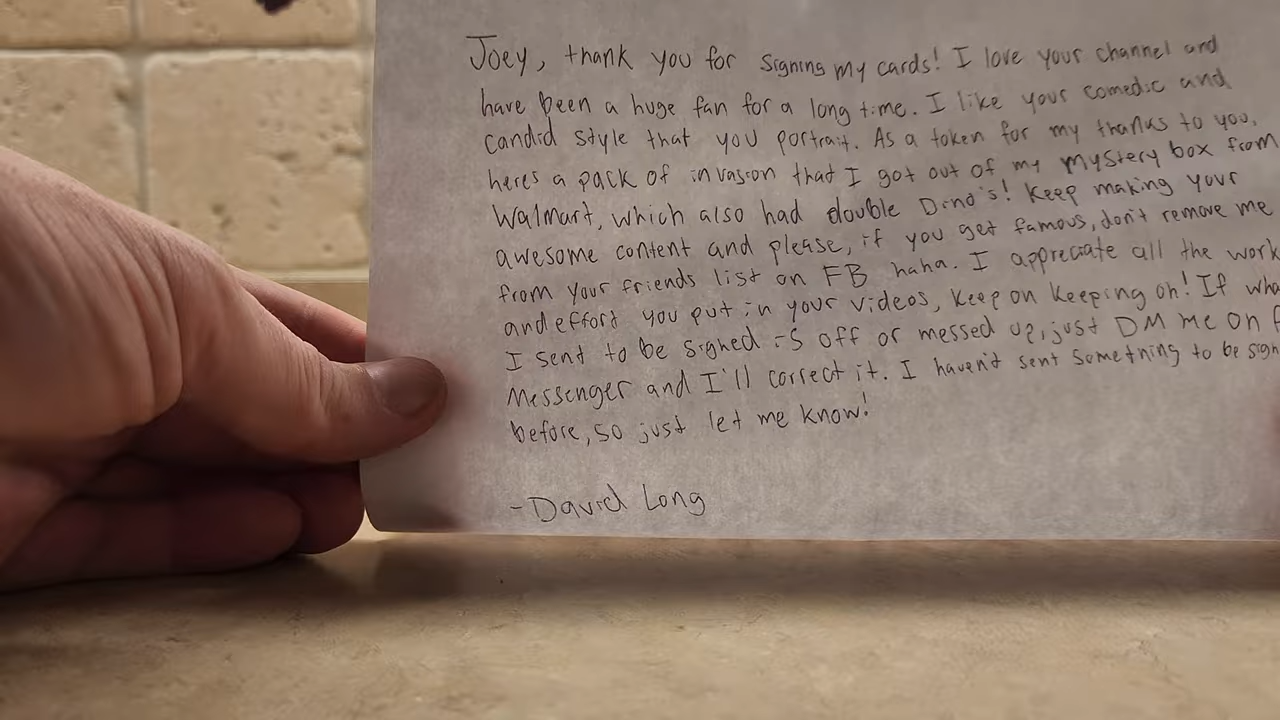 Joey, thank you for signing my cards! I love your channel and
have been a huge fan for a long time. I like your comedic and
candid style that you portrait. As a token for my thanks to you,
heres a pack of invasion that I got out of my mystery box from
Walmart, which also had double Dino's! Keep making your
awesome content and please, if you get famous, don't remove me
from your friends list on FB haha. I appreciate all the work
and effort you put in your videos, keep on keeping on! If wha
I sent to be signed is off or messed up, just DM me on
Messenger and I'll correct it. I haven't sent something to be sign
before, so just let me know!
-David Long